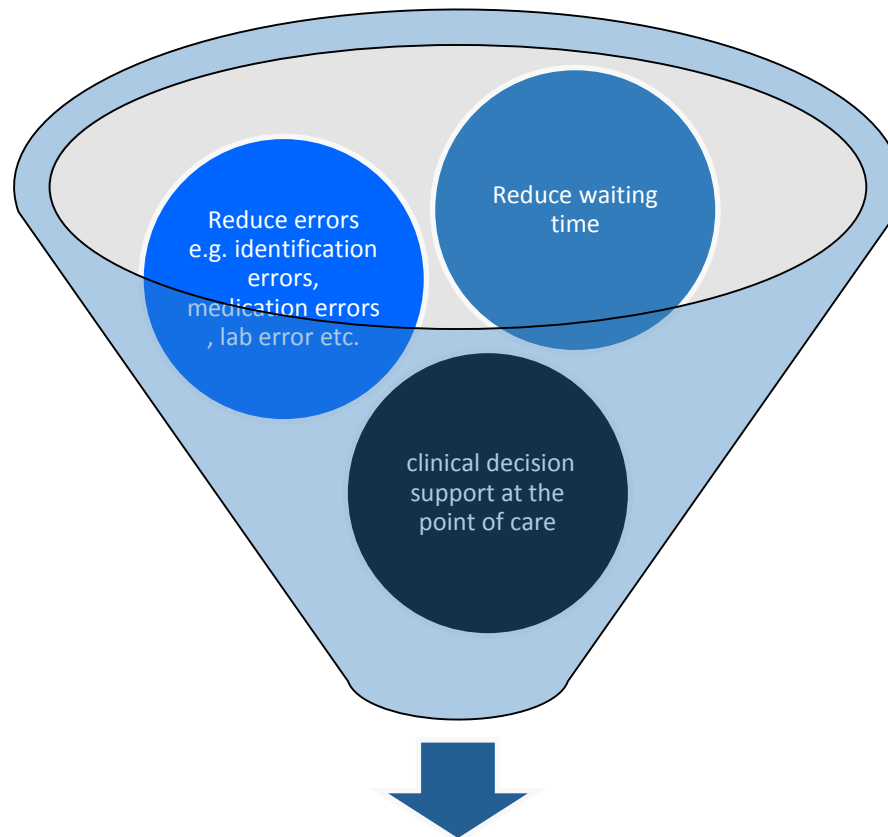 Reduce errors
e.g. identification
errors,
medication errors
, lab error etc.
Reduce waiting
time
clinical decision
support at the
point of care